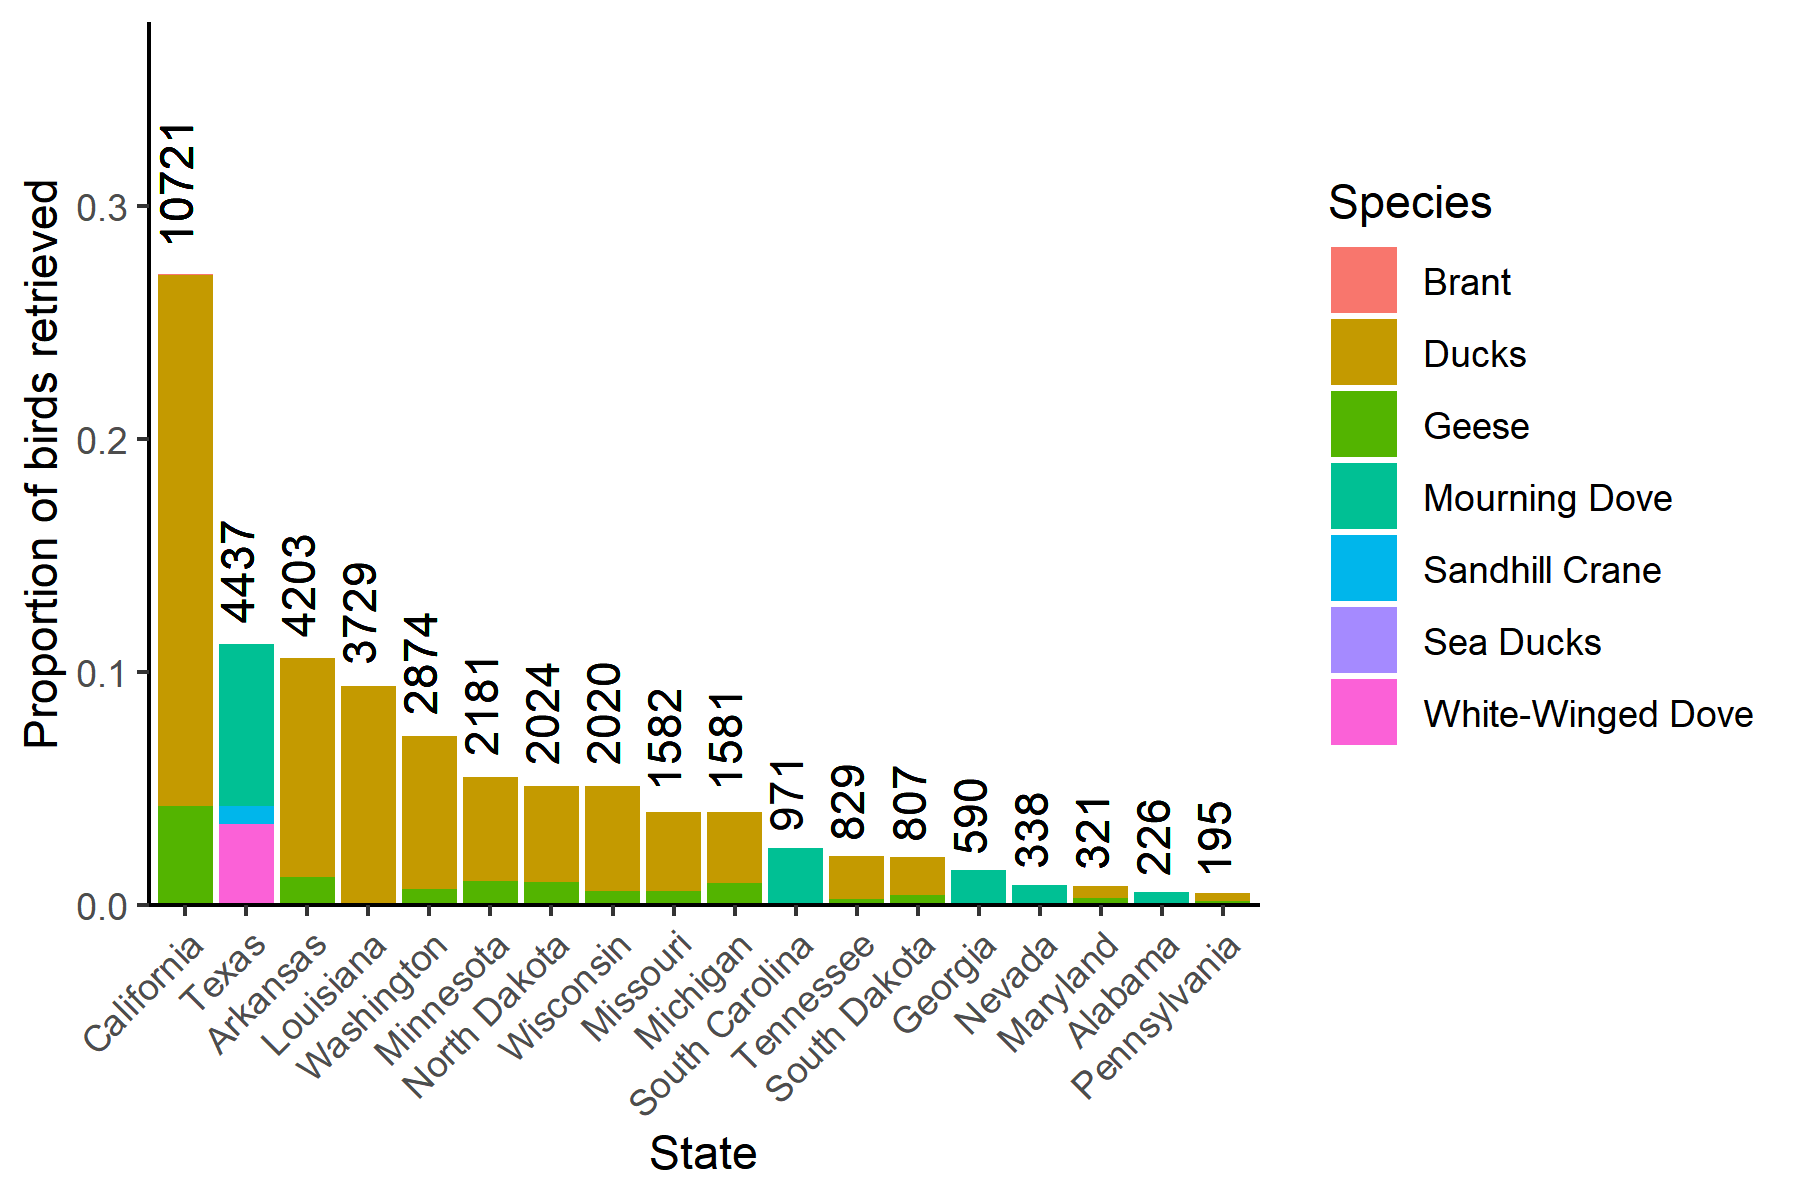 Proportion of birds retrieved
0.3
0.2
0.1
0.0
10721
4437
4203
3729
2874
2181
2024
2020
1582
1581
971
829
807
590
338
321
226
195
California
Texas
Arkansas
Louisiana
Washington
Minnesota
North Dakota
Wisconsin
Missouri
Michigan
South Carolina
Tennessee
South Dakota
Georgia
Nevada
Maryland
Alabama
Pennsylvania
State
Species
Brant
Ducks
Geese
Mourning Dove
Sandhill Crane
Sea Ducks
White-Winged Dove